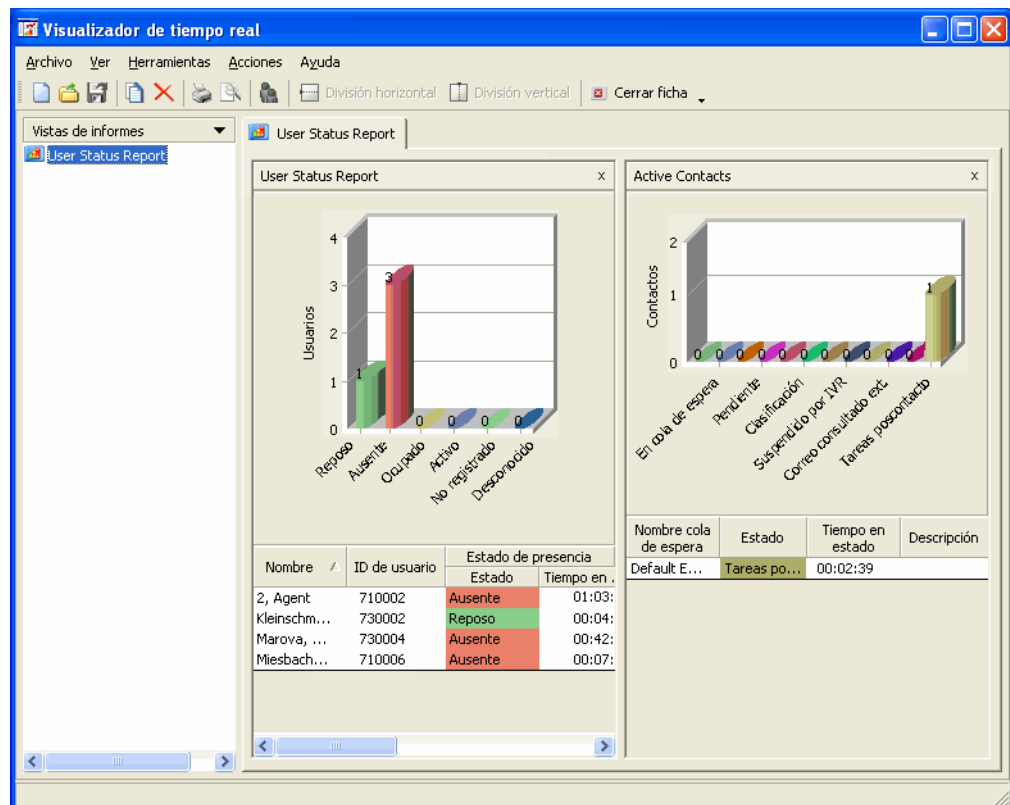 Visualizador de tiempo real
Archivo Ver Herramientas Acciones Ayuda
División horizontal División vertical Cerrar ficha
Vistas de informes
User Status Report
User Status Report
User Status Report x
4
3
2
1
0
Usuarios
1
3
0
0
0
0
Reposo
Ausente
Ocupado
Activo
No registrado
Desconocido
Nombre ID de usuario Estado de presencia
Estado Tiempo en .
2, Agent 710002 Ausente 01:03:
Kleinschm... 730002 Reposo 00:04:
Marova, ... 730004 Ausente 00:42:
Miesbach... 710006 Ausente 00:07:
Active Contacts x
2
1
0
Contactos
0 0 0 0 0 0 0 0 0 0 1
En cola de espera
Pendiente
Clasificación
Suspendido por IVR
Correo consultado ext.
Tareas poscontacto
Nombre cola de espera Estado Tiempo en estado Descripción
Default E... Tareas po... 00:02:39